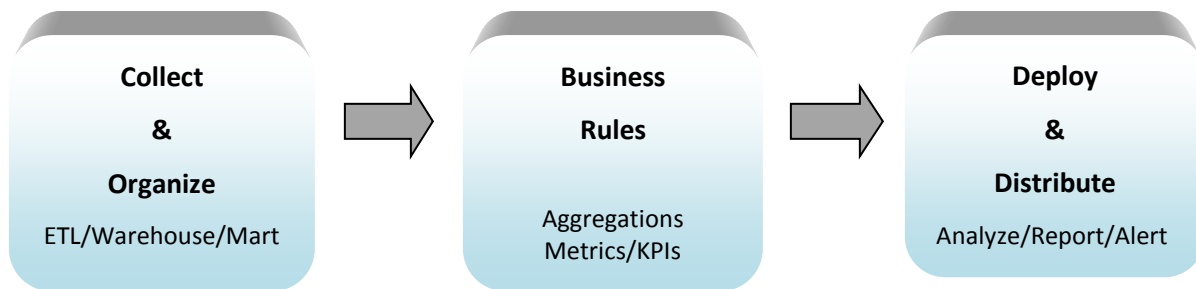 Collect
&
Organize
ETL/Warehouse/Mart
Business
Rules
Aggregations
Metrics/KPIs
Deploy
&
Distribute
Analyze/Report/Alert